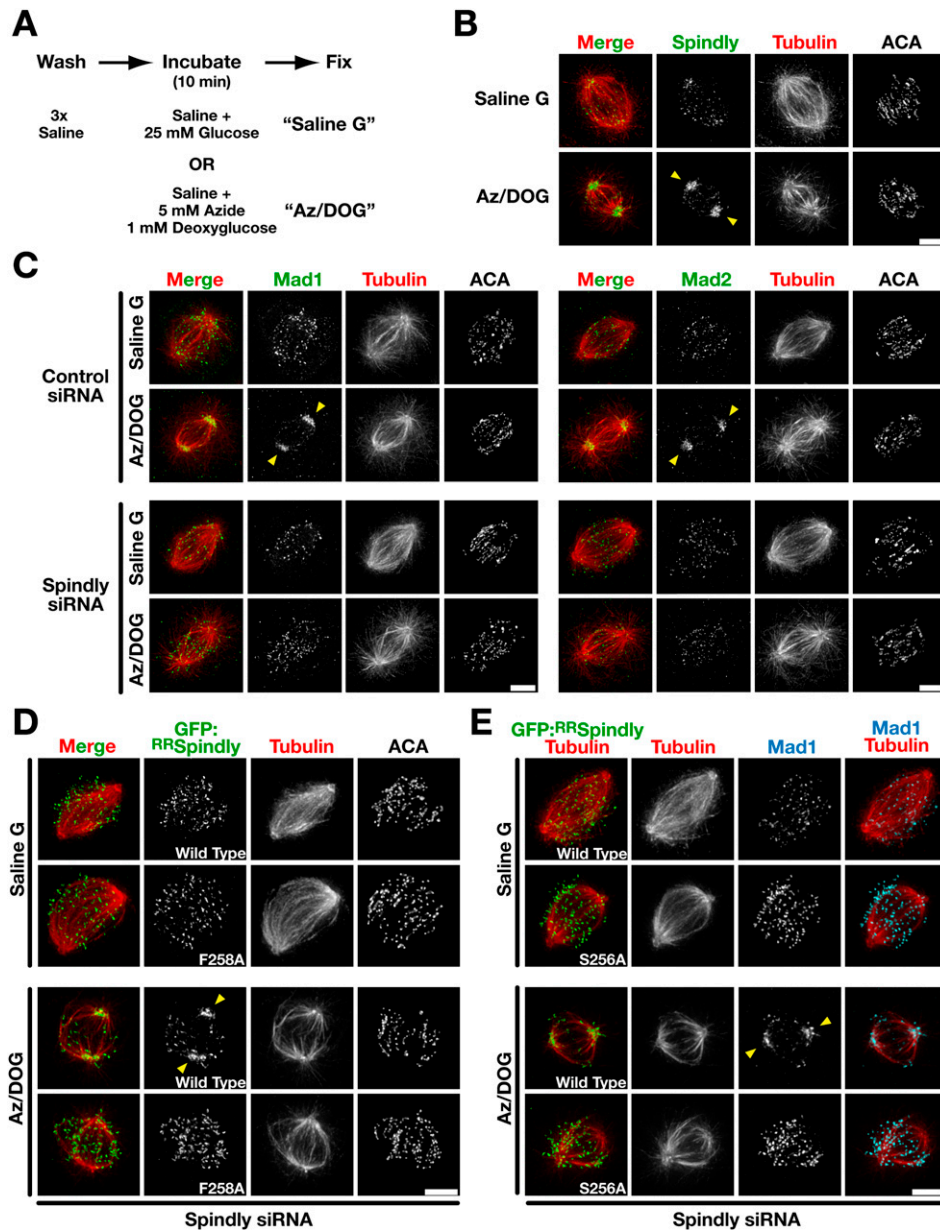 A
Wash Incubate Fix
(10 min)
3x Saline + “Saline G”
Saline 25 mM Glucose
OR
Saline +
5 mM Azide “Az/DOG”
1 mM Deoxyglucose
B
Merge Spindly Tubulin ACA
Saline G
Az/DOG
C
Merge Mad1 Tubulin ACA Merge Mad2 Tubulin ACA
Control
siRNA
Saline G
Az/DOG
Spindly
siRNA
Saline G
Az/DOG
D
GFP:
Merge RRSpindly Tubulin ACA
Saline G
Wild Type
F258A
Az/DOG
Wild Type
F258A
Spindly siRNA
E
GFP:RRSpindly Mad1
Tubulin Tubulin Mad1 Tubulin
Saline G
Wild Type
S256A
Az/DOG
Wild Type
S256A
Spindly siRNA